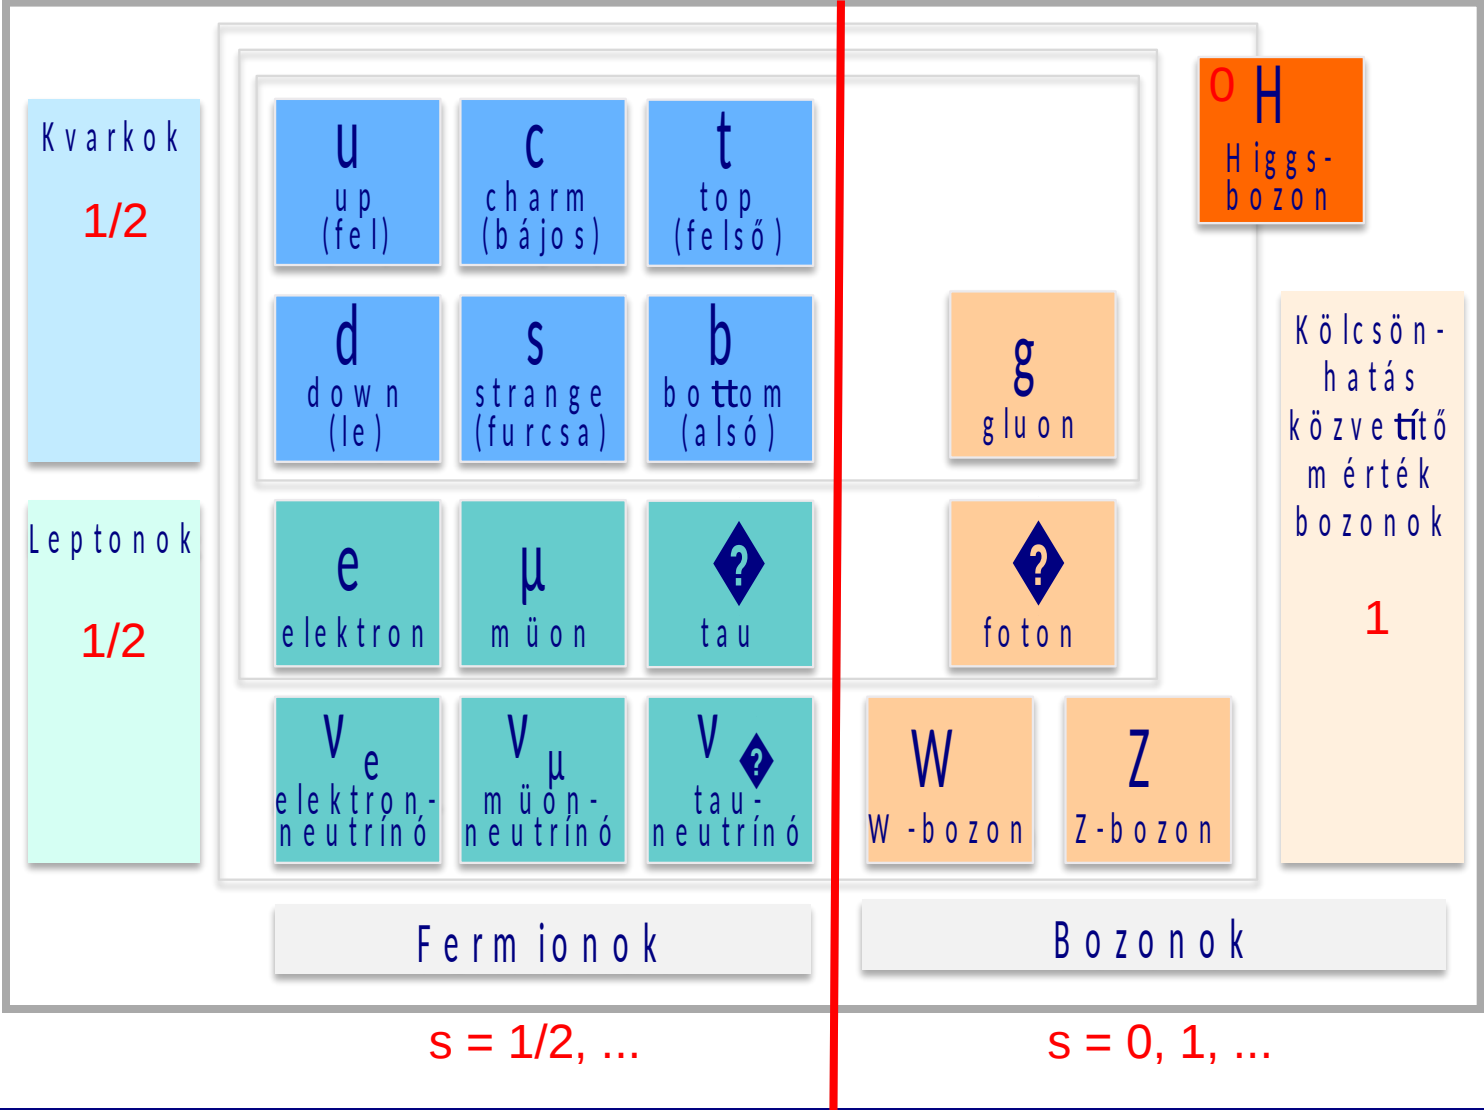 Kvarkok
1/2
u
up
(fel)
c
charm
(bájos)
t
top
(felső)
0 H
Higgs-
bozon
d
down
(le)
s
strange
(furcsa)
b
bottom
(alsó)
g
gluon
Kölcsön-
hatás
közvetítő
mérték
bozonok
1
Leptonok
1/2
e
elektron
μ
müon
�
tau
�
foton
ν e
elektron-
neutrínó
ν μ
müon-
neutrínó
ν �
tau-
neutrínó
W
W-bozon
Z
Z-bozon
Fermionok
Bozonok
s = 1/2, ...
s = 0, 1, ...